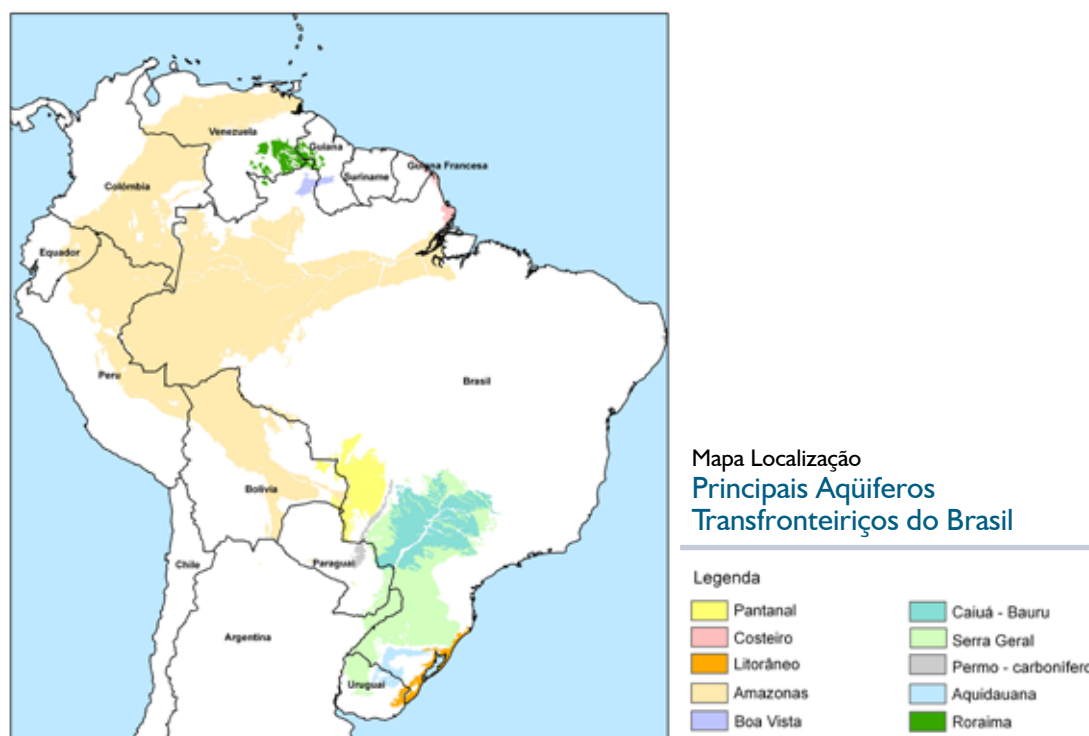 Venezuela
Guiana
Guiana Francesa
Suriname
Colômbia
Equador
Peru
Brasil
Bolívia
Paraguai
Chile
Argentina
Uruguai
Mapa Localização
Principais Aqüiferos
Transfronteiriços do Brasil
Legenda
Pantanal
Costeiro
Litorâneo
Amazonas
Boa Vista
Caiuá - Bauru
Serra Geral
Permo - carbonífero
Aquidauana
Roraima